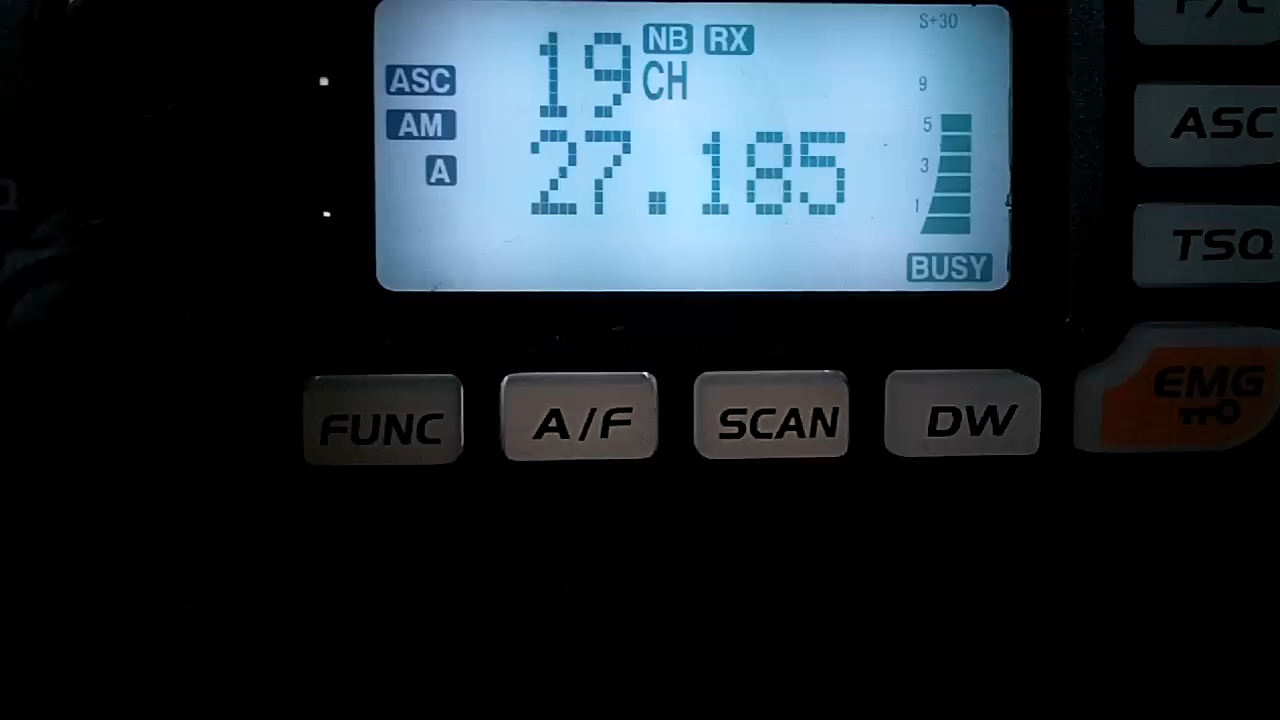 S+30
NB RX
19 CH
ASC
9
AM
5
27.185
A
3
1
BUSY
ASC
TSQ
EMG
FUNC
A/F
SCAN
DW